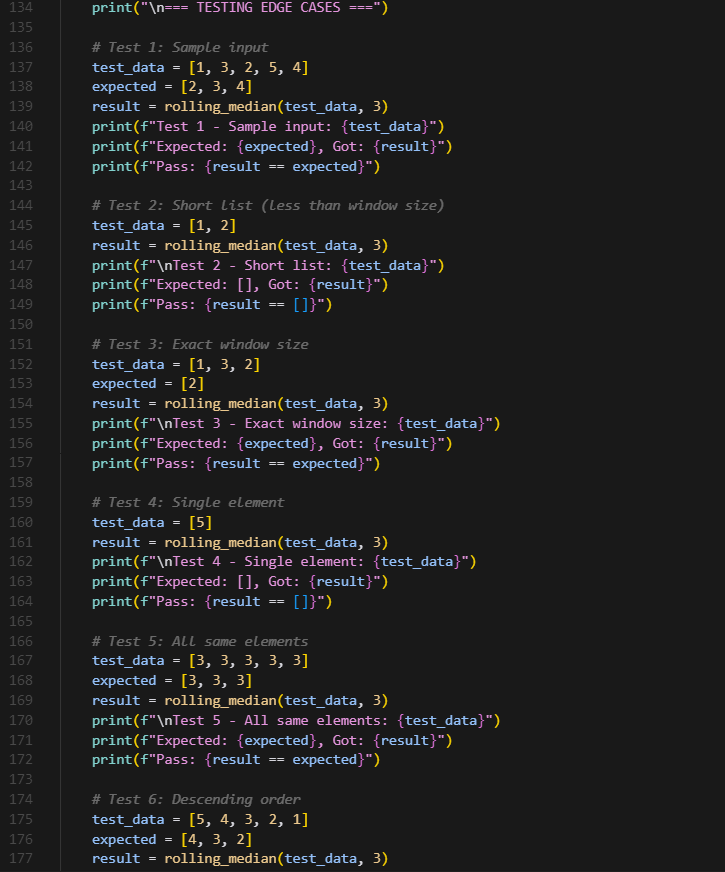 134 print("\n=== TESTING EDGE CASES ===")
135
136 # Test 1: Sample input
137 test_data = [1, 3, 2, 5, 4]
138 expected = [2, 3, 4]
139 result = rolling_median(test_data, 3)
140 print(f"Test 1 - Sample input: {test_data}")
141 print(f"Expected: {expected}, Got: {result}")
142 print(f"Pass: {result == expected}")
143
144 # Test 2: Short list (less than window size)
145 test_data = [1, 2]
146 result = rolling_median(test_data, 3)
147 print(f"\nTest 2 - Short list: {test_data}")
148 print(f"Expected: [], Got: {result}")
149 print(f"Pass: {result == []}")
150
151 # Test 3: Exact window size
152 test_data = [1, 3, 2]
153 expected = [2]
154 result = rolling_median(test_data, 3)
155 print(f"\nTest 3 - Exact window size: {test_data}")
156 print(f"Expected: {expected}, Got: {result}")
157 print(f"Pass: {result == expected}")
158
159 # Test 4: Single element
160 test_data = [5]
161 result = rolling_median(test_data, 3)
162 print(f"\nTest 4 - Single element: {test_data}")
163 print(f"Expected: [], Got: {result}")
164 print(f"Pass: {result == []}")
165
166 # Test 5: All same elements
167 test_data = [3, 3, 3, 3, 3]
168 expected = [3, 3, 3]
169 result = rolling_median(test_data, 3)
170 print(f"\nTest 5 - All same elements: {test_data}")
171 print(f"Expected: {expected}, Got: {result}")
172 print(f"Pass: {result == expected}")
173
174 # Test 6: Descending order
175 test_data = [5, 4, 3, 2, 1]
176 expected = [4, 3, 2]
177 result = rolling_median(test_data, 3)